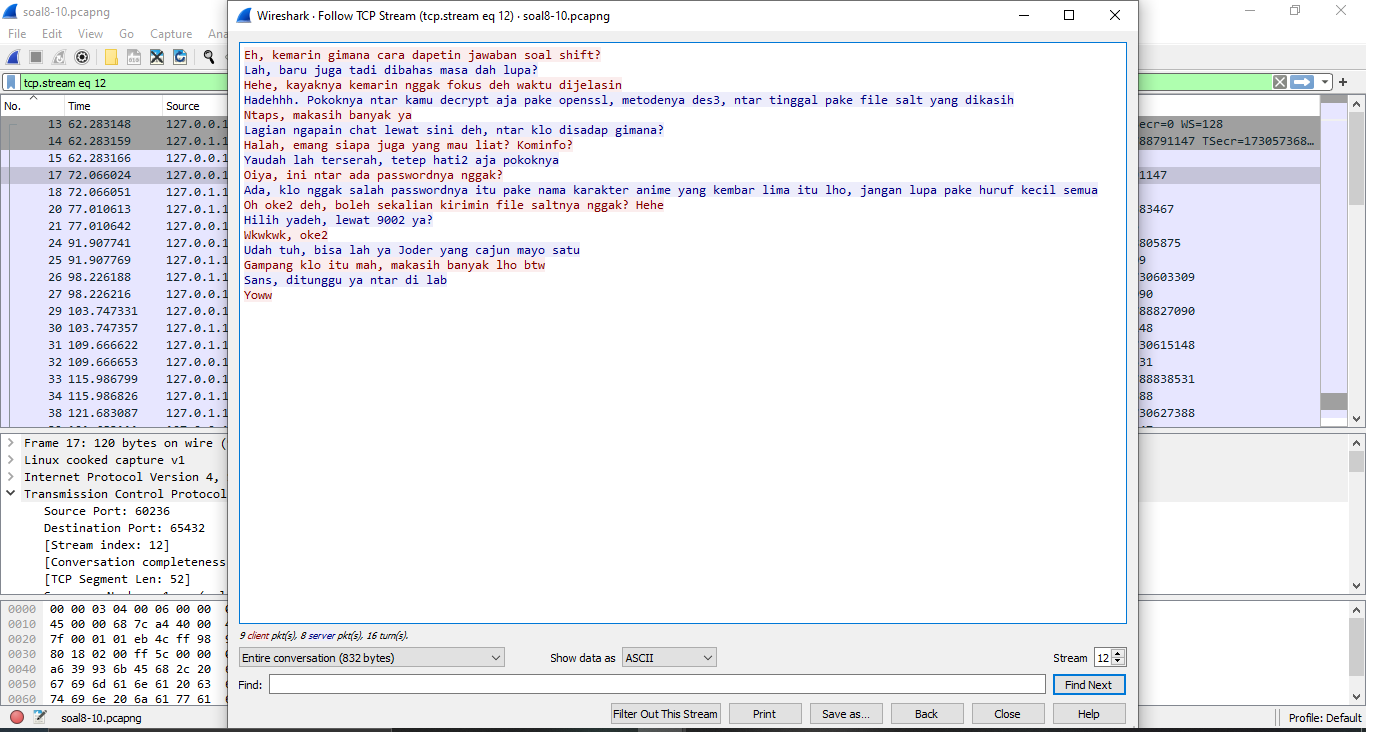 soal8-10.pcapng
File Edit View Go Capture
tcp.stream eq 12
No. Time Source
13 62.283148 127.0.0.1
14 62.283159 127.0.1.1
15 62.283166 127.0.0.1
17 72.066024 127.0.0.1
18 72.066051 127.0.1.1
20 77.010613 127.0.1.1
21 77.010642 127.0.0.1
24 91.907741 127.0.0.1
25 91.907769 127.0.1.1
26 98.226188 127.0.1.1
27 98.226216 127.0.0.1
29 103.747331 127.0.0.1
30 103.747357 127.0.1.1
31 109.666622 127.0.1.1
32 109.666653 127.0.0.1
33 115.986799 127.0.0.1
34 115.986826 127.0.1.1
38 121.683087 127.0.1.1
Frame 17: 120 bytes on wire (
Linux cooked capture v1
Internet Protocol Version 4,
Transmission Control Protocol
Source Port: 60236
Destination Port: 65432
[Stream index: 12]
[Conversation completeness
[TCP Segment Len: 52]
0000 00 00 03 04 00 06 00 00
0010 45 00 00 68 7c a4 40 00
0020 7f 00 01 01 eb 4c ff 98
0030 80 18 02 00 ff 5c 00 00
0040 a6 39 93 6b 45 68 2c 20
0050 67 69 6d 61 6e 61 20 63
0060 74 69 6e 20 6a 61 77 61
soal8-10.pcapng
Wireshark · Follow TCP Stream (tcp.stream eq 12) · soal8-10.pcapng
Eh, kemarin gimana cara dapetin jawaban soal shift?
Lah, baru juga tadi dibahas masa dah lupa?
Hehe, kayaknya kemarin nggak fokus deh waktu dijelasin
Hadehhh. Pokoknya ntar kamu decrypt aja pake openssl, metodenya des3, ntar tinggal pake file salt yang dikasih
Ntaps, makasih banyak ya
Lagian ngapain chat lewat sini deh, ntar klo disadap gimana?
Halah, emang siapa juga yang mau liat? Kominfo?
Yaudah lah terserah, tetep hati2 aja pokoknya
Oiya, ini ntar ada passwordnya nggak?
Ada, klo nggak salah passwordnya itu pake nama karakter anime yang kembar lima itu lho, jangan lupa pake huruf kecil semua
Oh oke2 deh, boleh sekalian kirimin file saltnya nggak? Hehe
Hilih yadeh, lewat 9002 ya?
Wkwkwk, oke2
Udah tuh, bisa lah ya Joder yang cajun mayo satu
Gampang klo itu mah, makasih banyak lho btw
Sans, ditunggu ya ntar di lab
Yoww
9 client pkt(s), 8 server pkt(s), 16 turn(s).
Entire conversation (832 bytes) Show data as ASCII Stream 12
Find: Find Next
Filter Out This Stream Print Save as... Back Close Help
ecr=0 WS=128
88791147 TSecr=173057368...
1147
83467
805875
9
30603309
90
88827090
48
30615148
31
88838531
88
30627388
Profile: Default